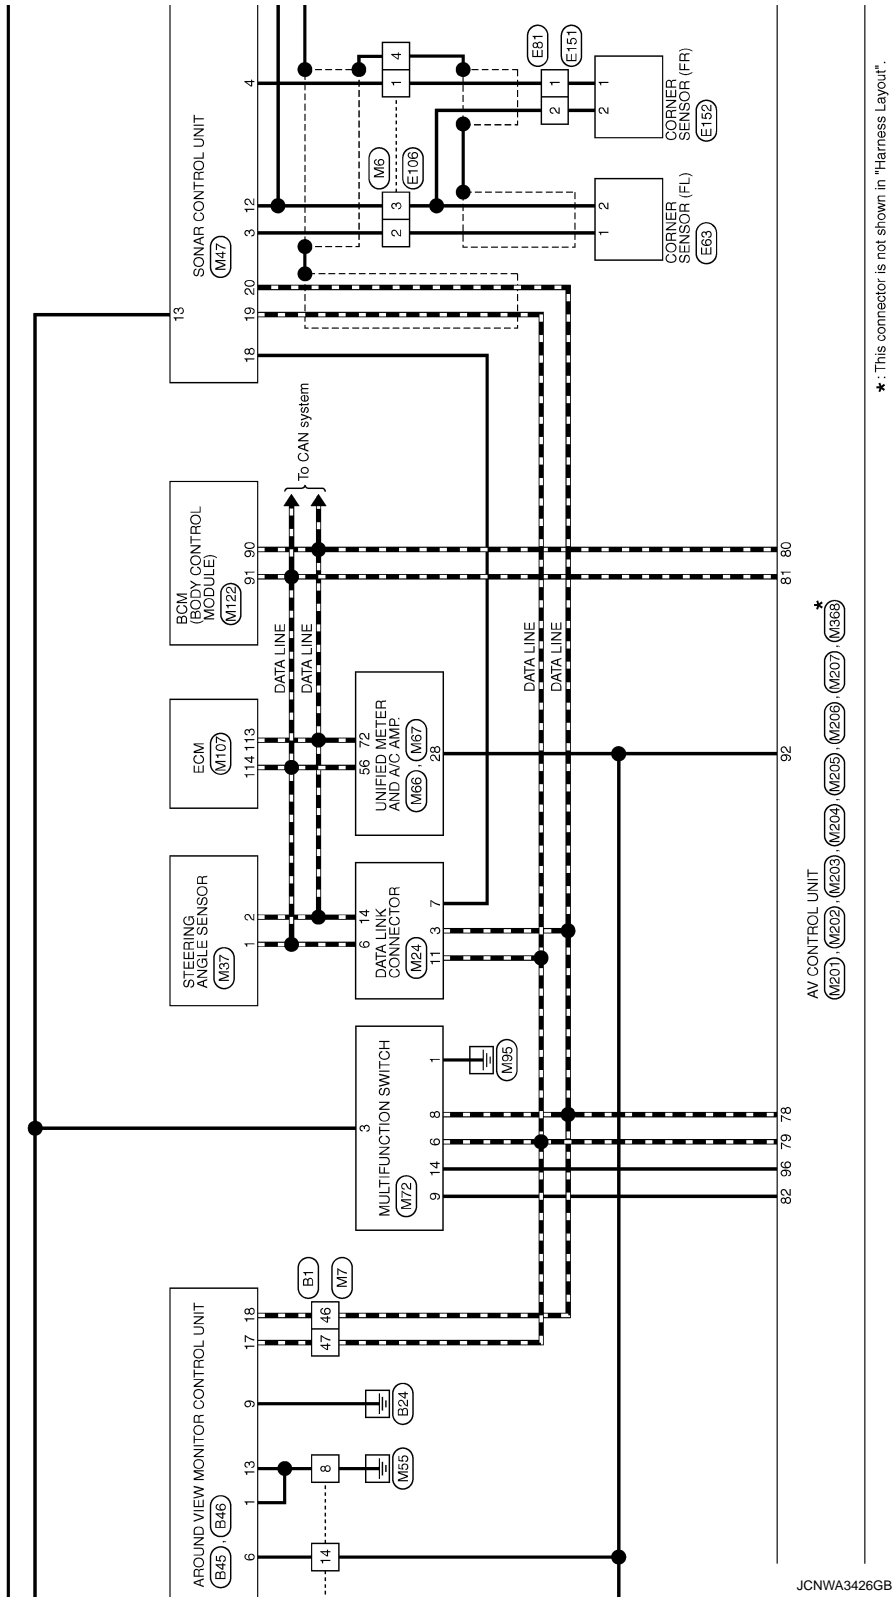 SONAR CONTROL UNIT
M47
4
12
3
20
19
18
13
4
1
M6
E106
3
2
E81
E151
1
2
1
2
CORNER
SENSOR (FR)
E152
2
1
CORNER
SENSOR (FL)
E63
To CAN system
BCM
(BODY CONTROL
MODULE)
M122
90
91
DATA LINE
DATA LINE
DATA LINE
DATA LINE
80
81
ECM
M107
113
114
72
56
UNIFIED METER
AND A/C AMP.
M66 , M67
28
92
STEERING
ANGLE SENSOR
M37
2
1
14
6
DATA LINK
CONNECTOR
M24
7
3
11
MULTIFUNCTION SWITCH
M72
3
1
8
6
14
9
M95
78
79
96
82
AV CONTROL UNIT
M201 , M202 , M203 , M204 , M205 , M206 , M207 , M368 *
AROUND VIEW MONITOR CONTROL UNIT
B45 , B46
18
17
9
13
1
6
B1
M7
46
47
B24
8
M55
14
* : This connector is not shown in "Harness Layout".
JCNWA3426GB